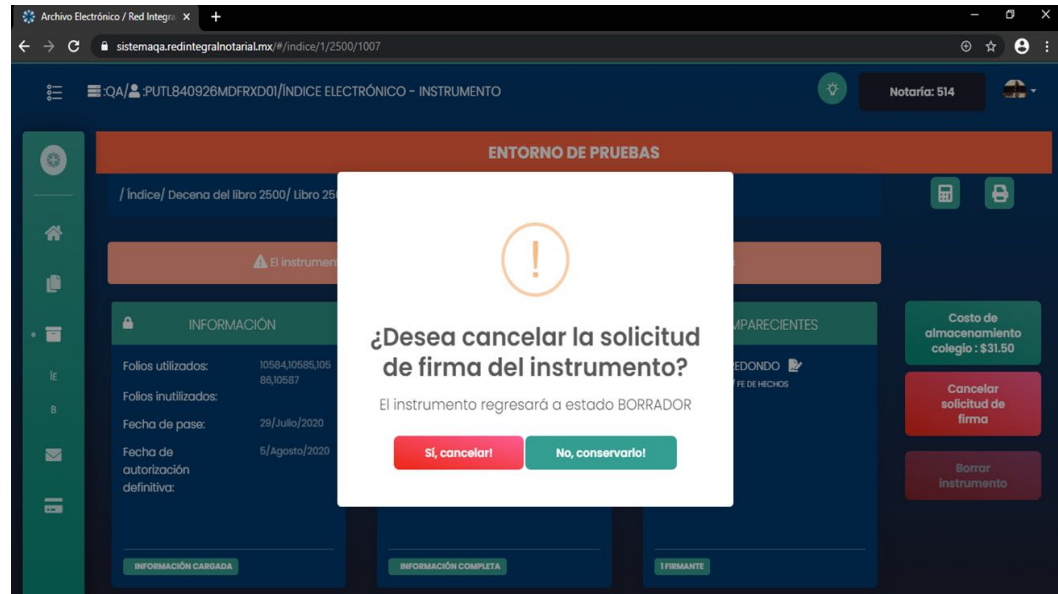 Archivo Electrónico / Red Integra
sistemaqa.redintegralnotarial.mx/#/indice/1/2500/1007
:QA/ :PUTL840926MDFRXD01/ÍNDICE ELECTRÓNICO - INSTRUMENTO
Notaría: 514
ENTORNO DE PRUEBAS
/ Índice/ Decena del libro 2500/ Libro 250
El instrumen
¿Desea cancelar la solicitud
de firma del instrumento?
El instrumento regresará a estado BORRADOR
Sí, cancelar!
No, conservarlo!
INFORMACIÓN
Folios utilizados:
10584,10585,105
86,10587
Folios inutilizados:
Fecha de pase:
29/Julio/2020
Fecha de
autorización
definitiva:
5/Agosto/2020
INFORMACIÓN CARGADA
INFORMACIÓN COMPLETA
MPARECIENTES
EDONDO
/ FE DE HECHOS
1 FIRMANTE
Costo de
almacenamiento
colegio : $31.50
Cancelar
solicitud de
firma
Borrar
instrumento
ÍE
B